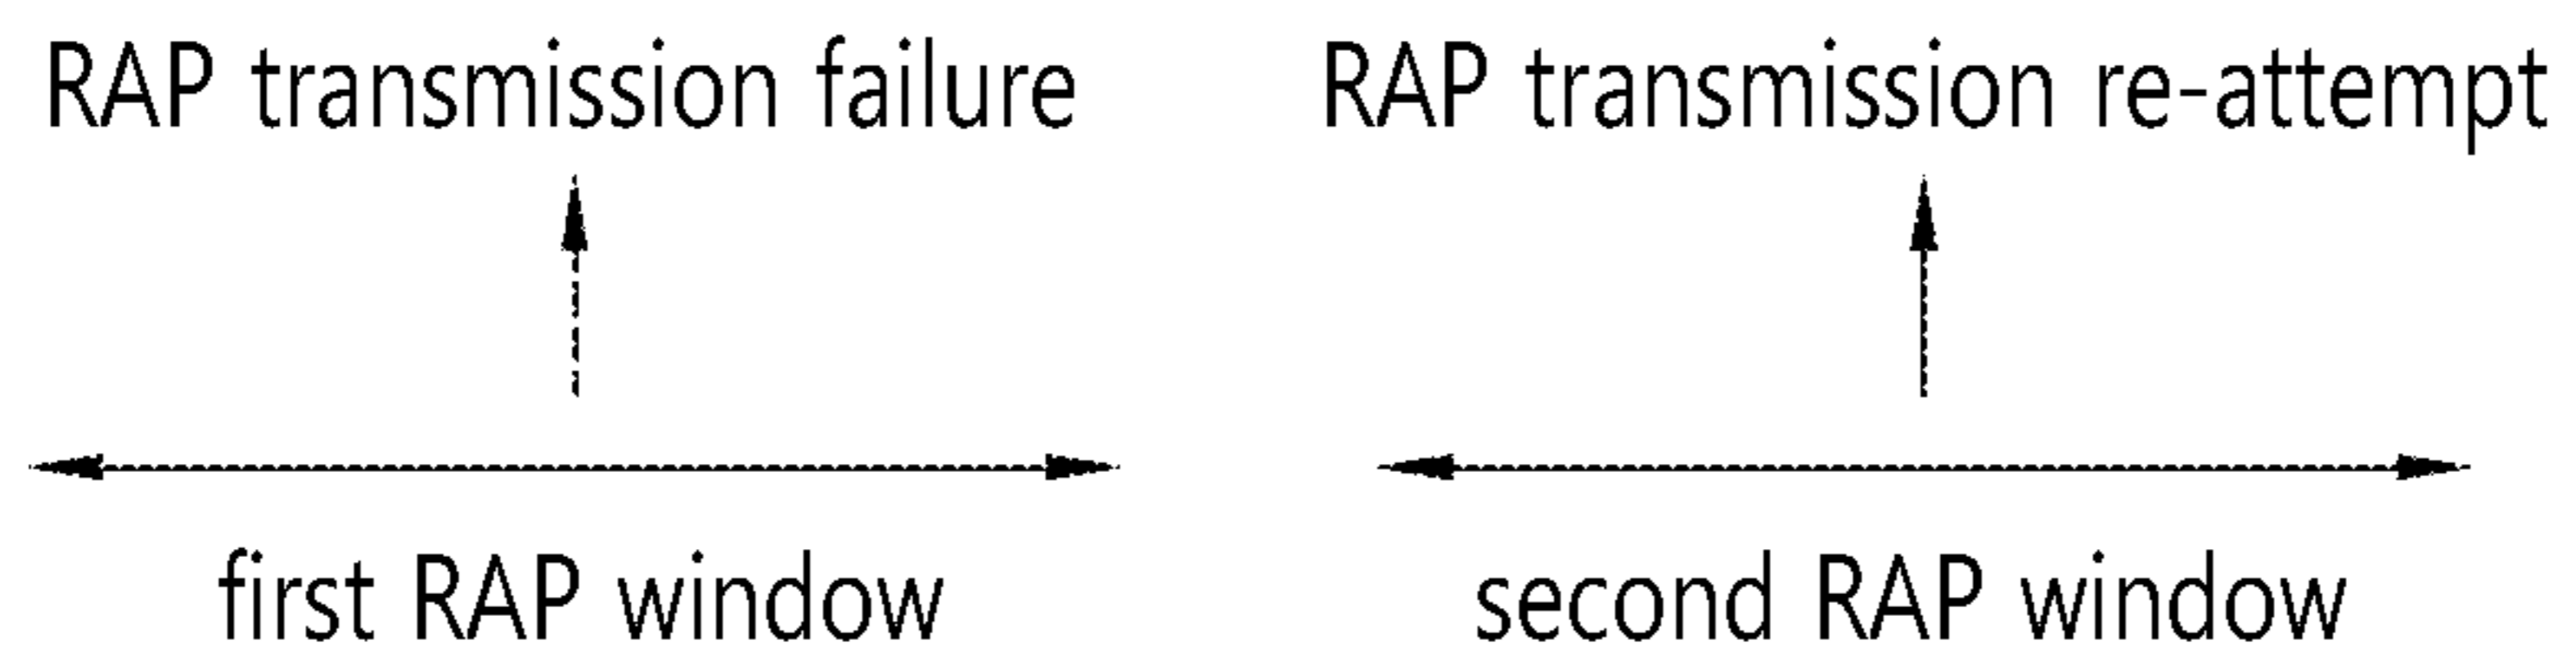 RAP transmission failure
RAP transmission re-attempt
first RAP window
second RAP window